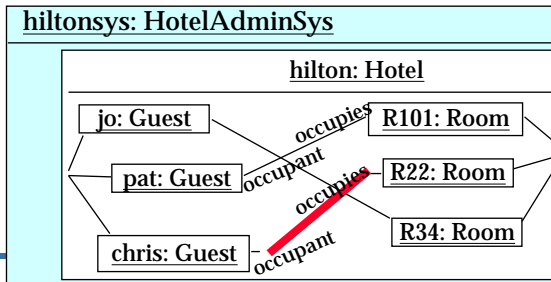 hiltonsys: HotelAdminSys
hilton: Hotel
jo: Guest
occupies
R101: Room
pat: Guest
occupant
occupies
R22: Room
chris: Guest
occupant
R34: Room